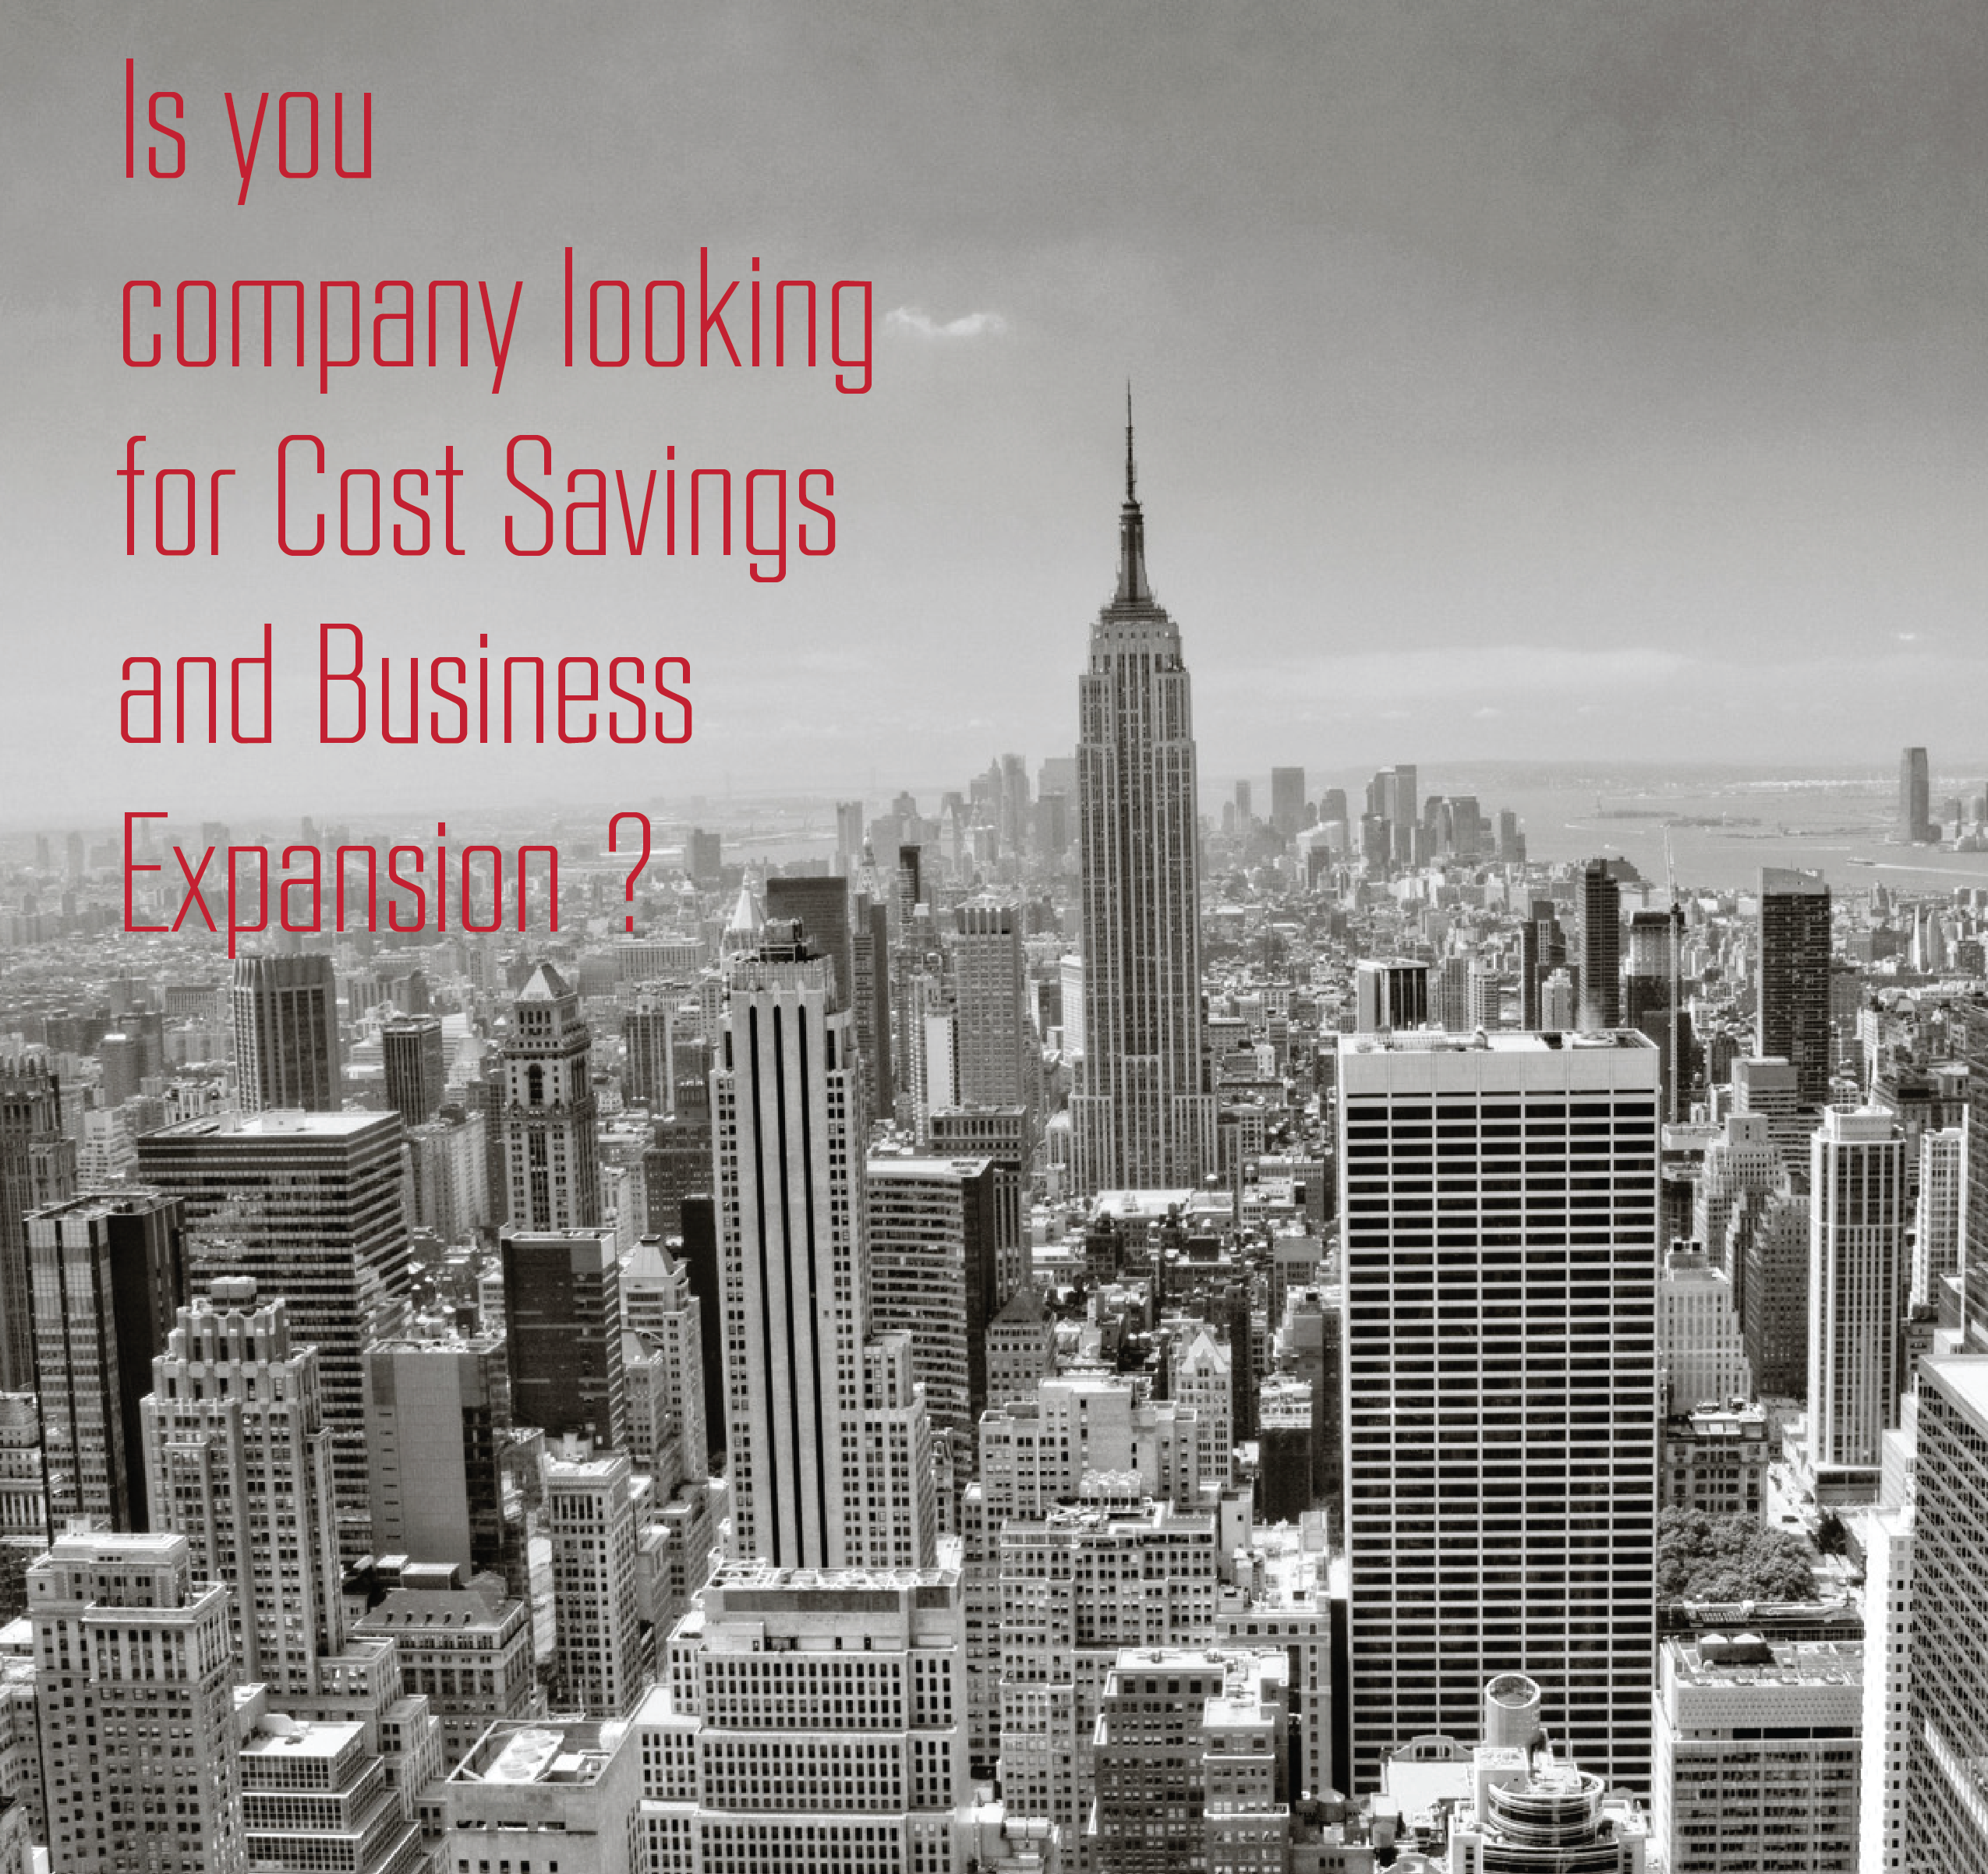 Is you
company looking
for Cost Savings
and Business
Expansion ?